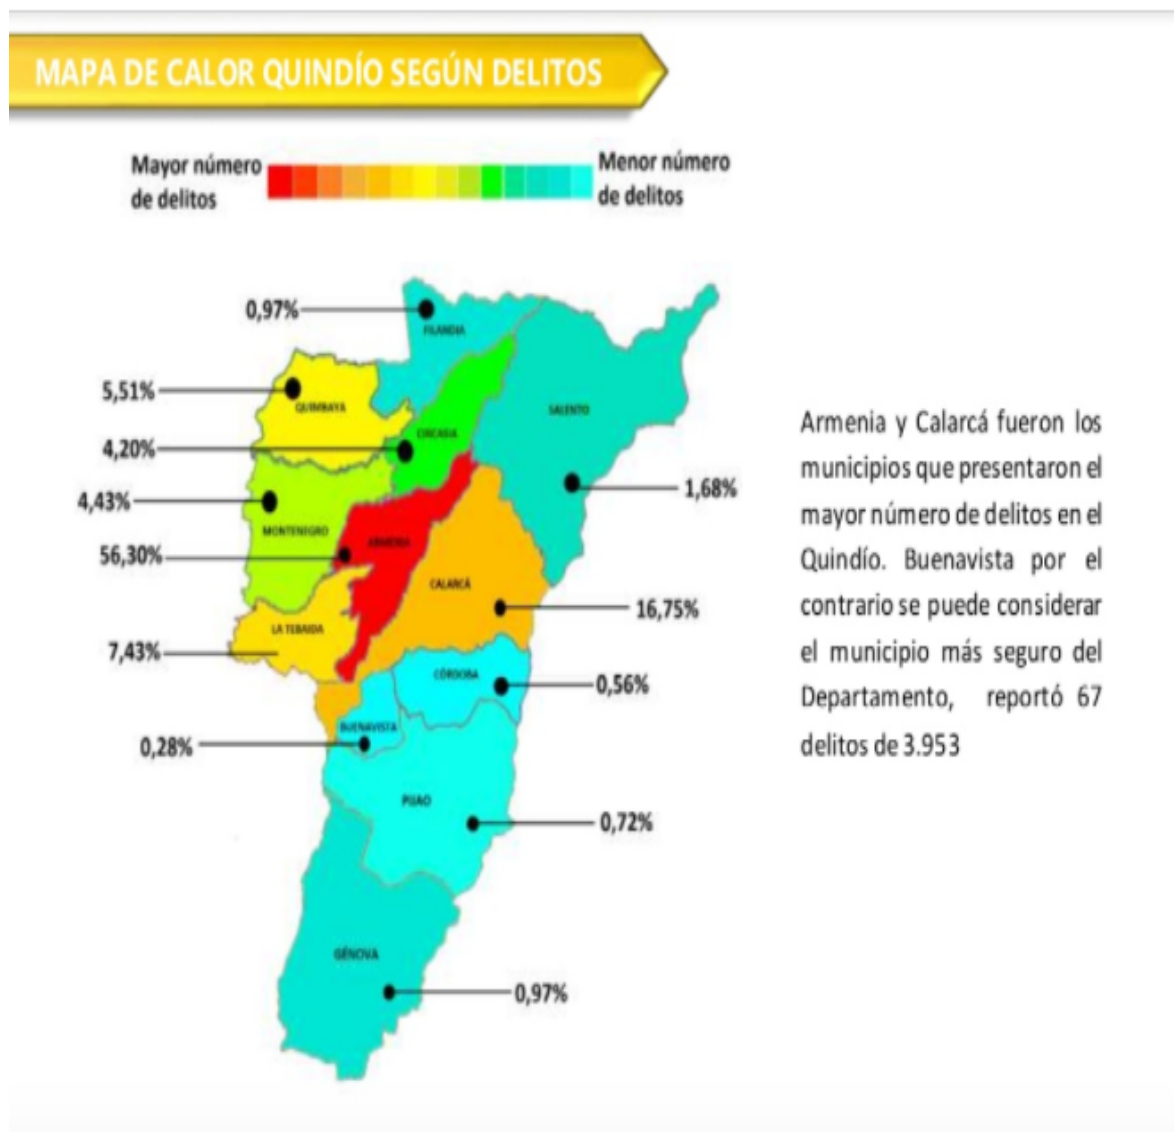 MAPA DE CALOR QUINDÍO SEGÚN DELITOS
Mayor número
de delitos
Menor número
de delitos
0,97%
FILANDIA
5,51%
QUIMBAYA
SALENTO
4,20%
CIRCASIA
1,68%
4,43%
MONTENEGRO
56,30%
ARMENIA
CALARCÁ
16,75%
LA TEBAIDA
7,43%
CÓRDOBA
0,56%
BUENAVISTA
0,28%
PIJAO
0,72%
GÉNOVA
0,97%
Armenia y Calarcá fueron los
municipios que presentaron el
mayor número de delitos en el
Quindío. Buenavista por el
contrario se puede considerar
el municipio más seguro del
Departamento, reportó 67
delitos de 3.953